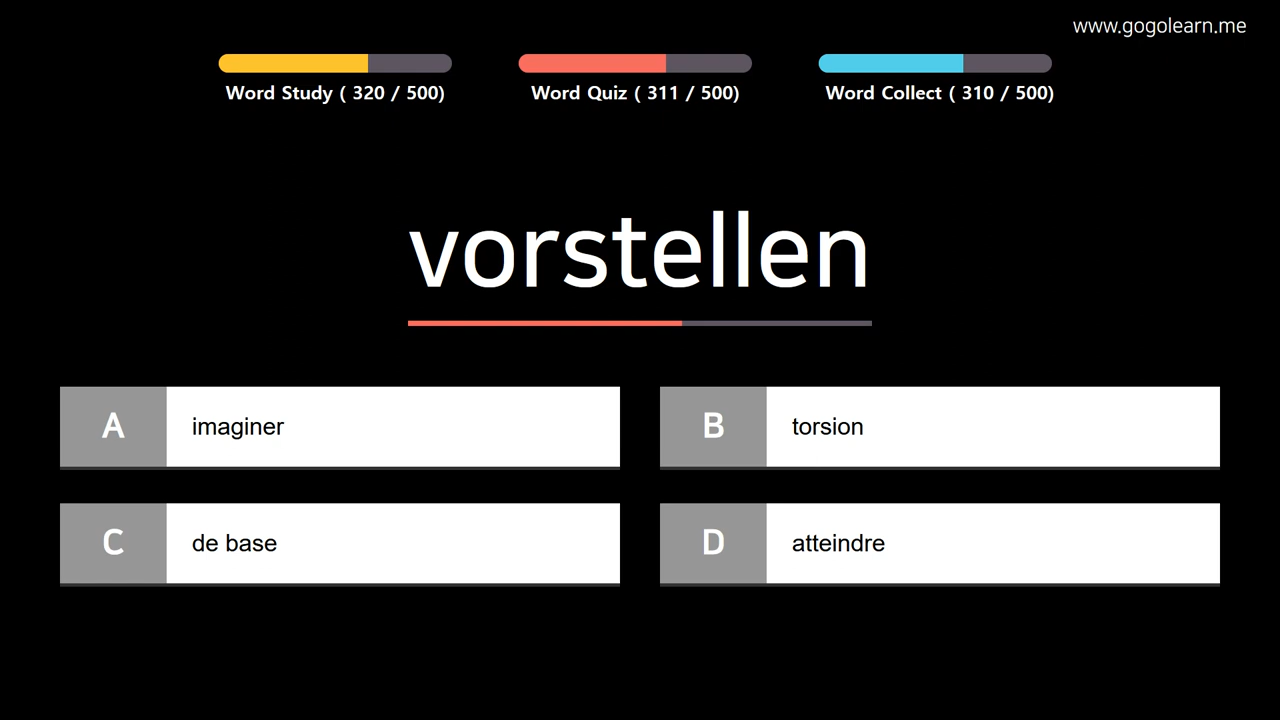 www.gogolearn.me
Word Study ( 320 / 500)
Word Quiz ( 311 / 500)
Word Collect ( 310 / 500)
vorstellen
A imaginer
B torsion
C de base
D atteindre